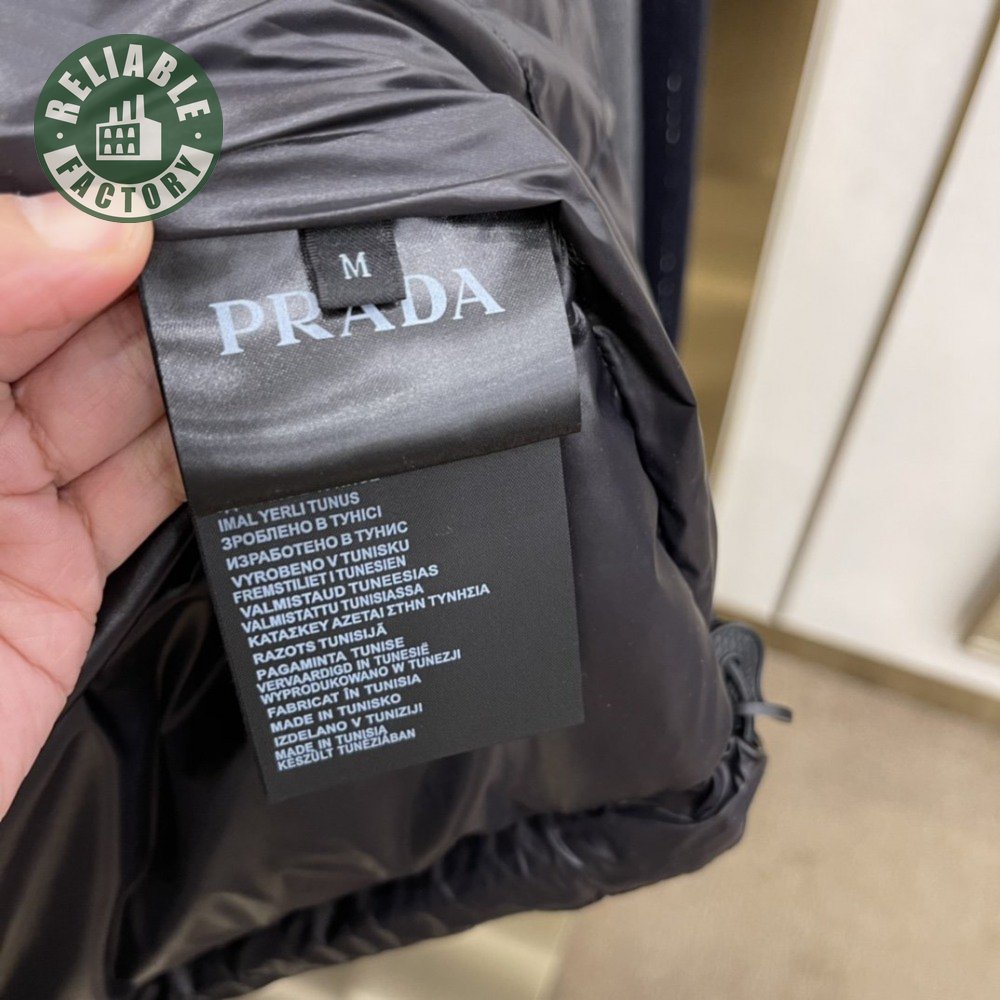 RELIABLE
FACTORY
M
PRADA
IMAL YERLI TUNUS
ЗРОБЛЕНО В ТУНІСІ
ИЗРАБОТЕНО В ТУНИС
VYROBENO V TUNISKU
FREMSTILIET I TUNESIEN
VALMISTAUD TUNEESIAS
VALMISTATTU TUNISIASSA
ΚΑΤΑΣΚΕΥ ΑΖΕΤΑΙ ΣΤΗΝ ΤΥΝΗΣΙΑ
RAZOTS TUNISIJĀ
PAGAMINTA TUNISE
VERVAARDIGD IN TUNESIË
WYPRODUKOWANO W TUNEZJI
FABRICAT ÎN TUNISIA
MADE IN TUNISKO
IZDELANO V TUNIZIJI
MADE IN TUNISIA
KÉSZÜLT TUNÉZIÁBAN